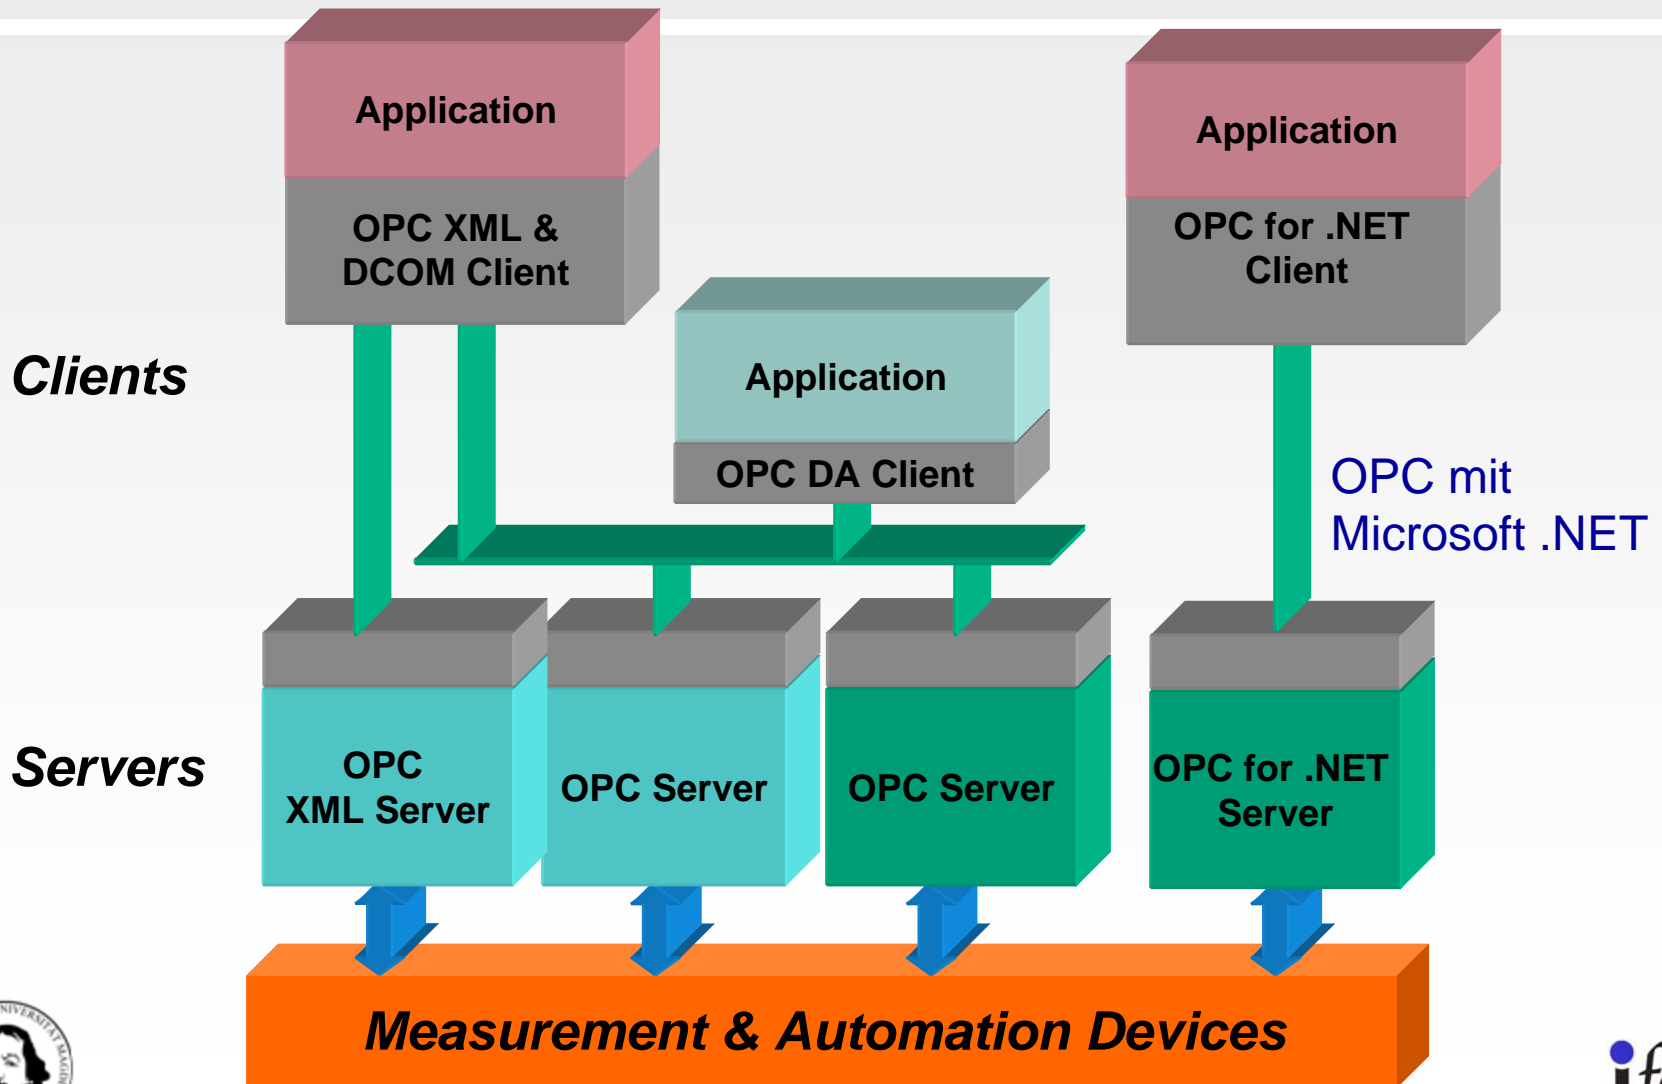 Application
Application
OPC XML &
DCOM Client
OPC for .NET
Client
Clients
Application
OPC DA Client
OPC mit
Microsoft .NET
Servers
OPC
XML Server
OPC Server
OPC Server
OPC for .NET
Server
Measurement & Automation Devices